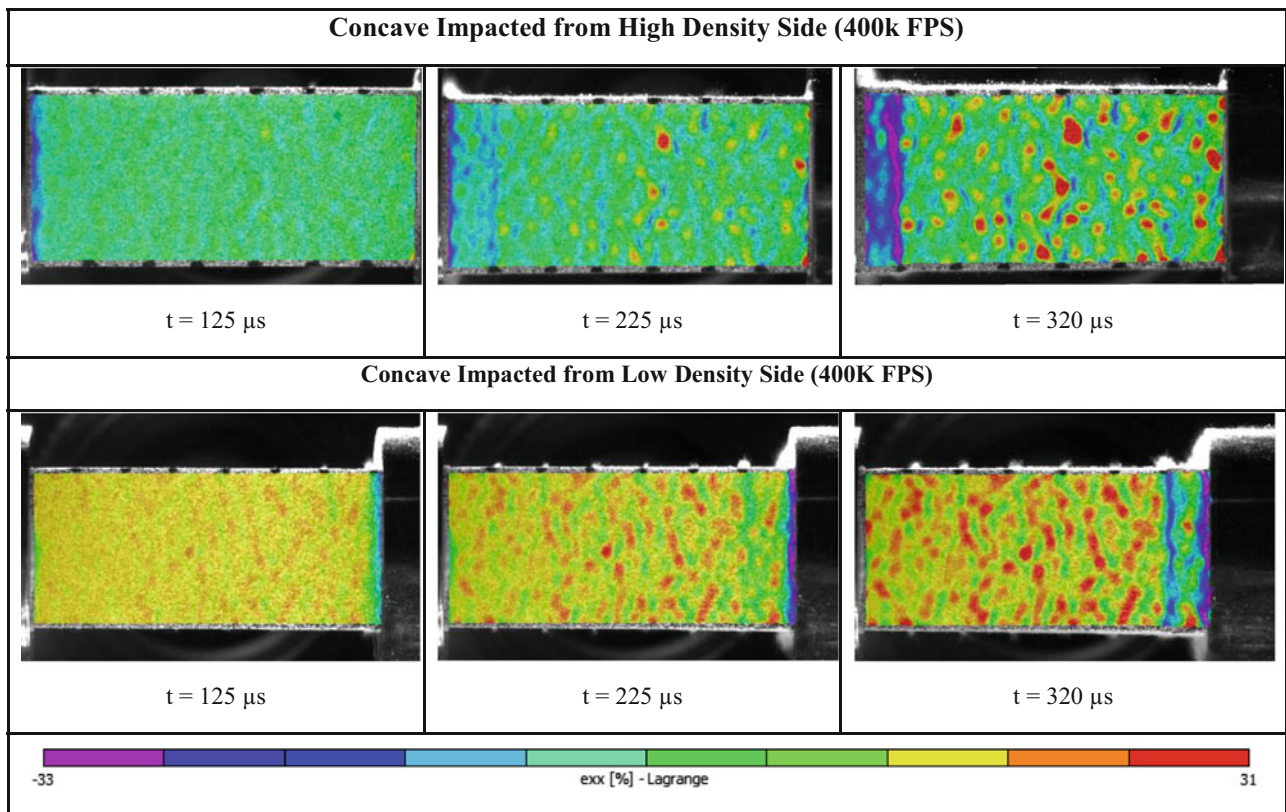 Concave Impacted from High Density Side (400k FPS)
t = 125 µs
t = 225 µs
t = 320 µs
Concave Impacted from Low Density Side (400K FPS)
t = 125 µs
t = 225 µs
t = 320 µs
-33
exx [%] - Lagrange
31